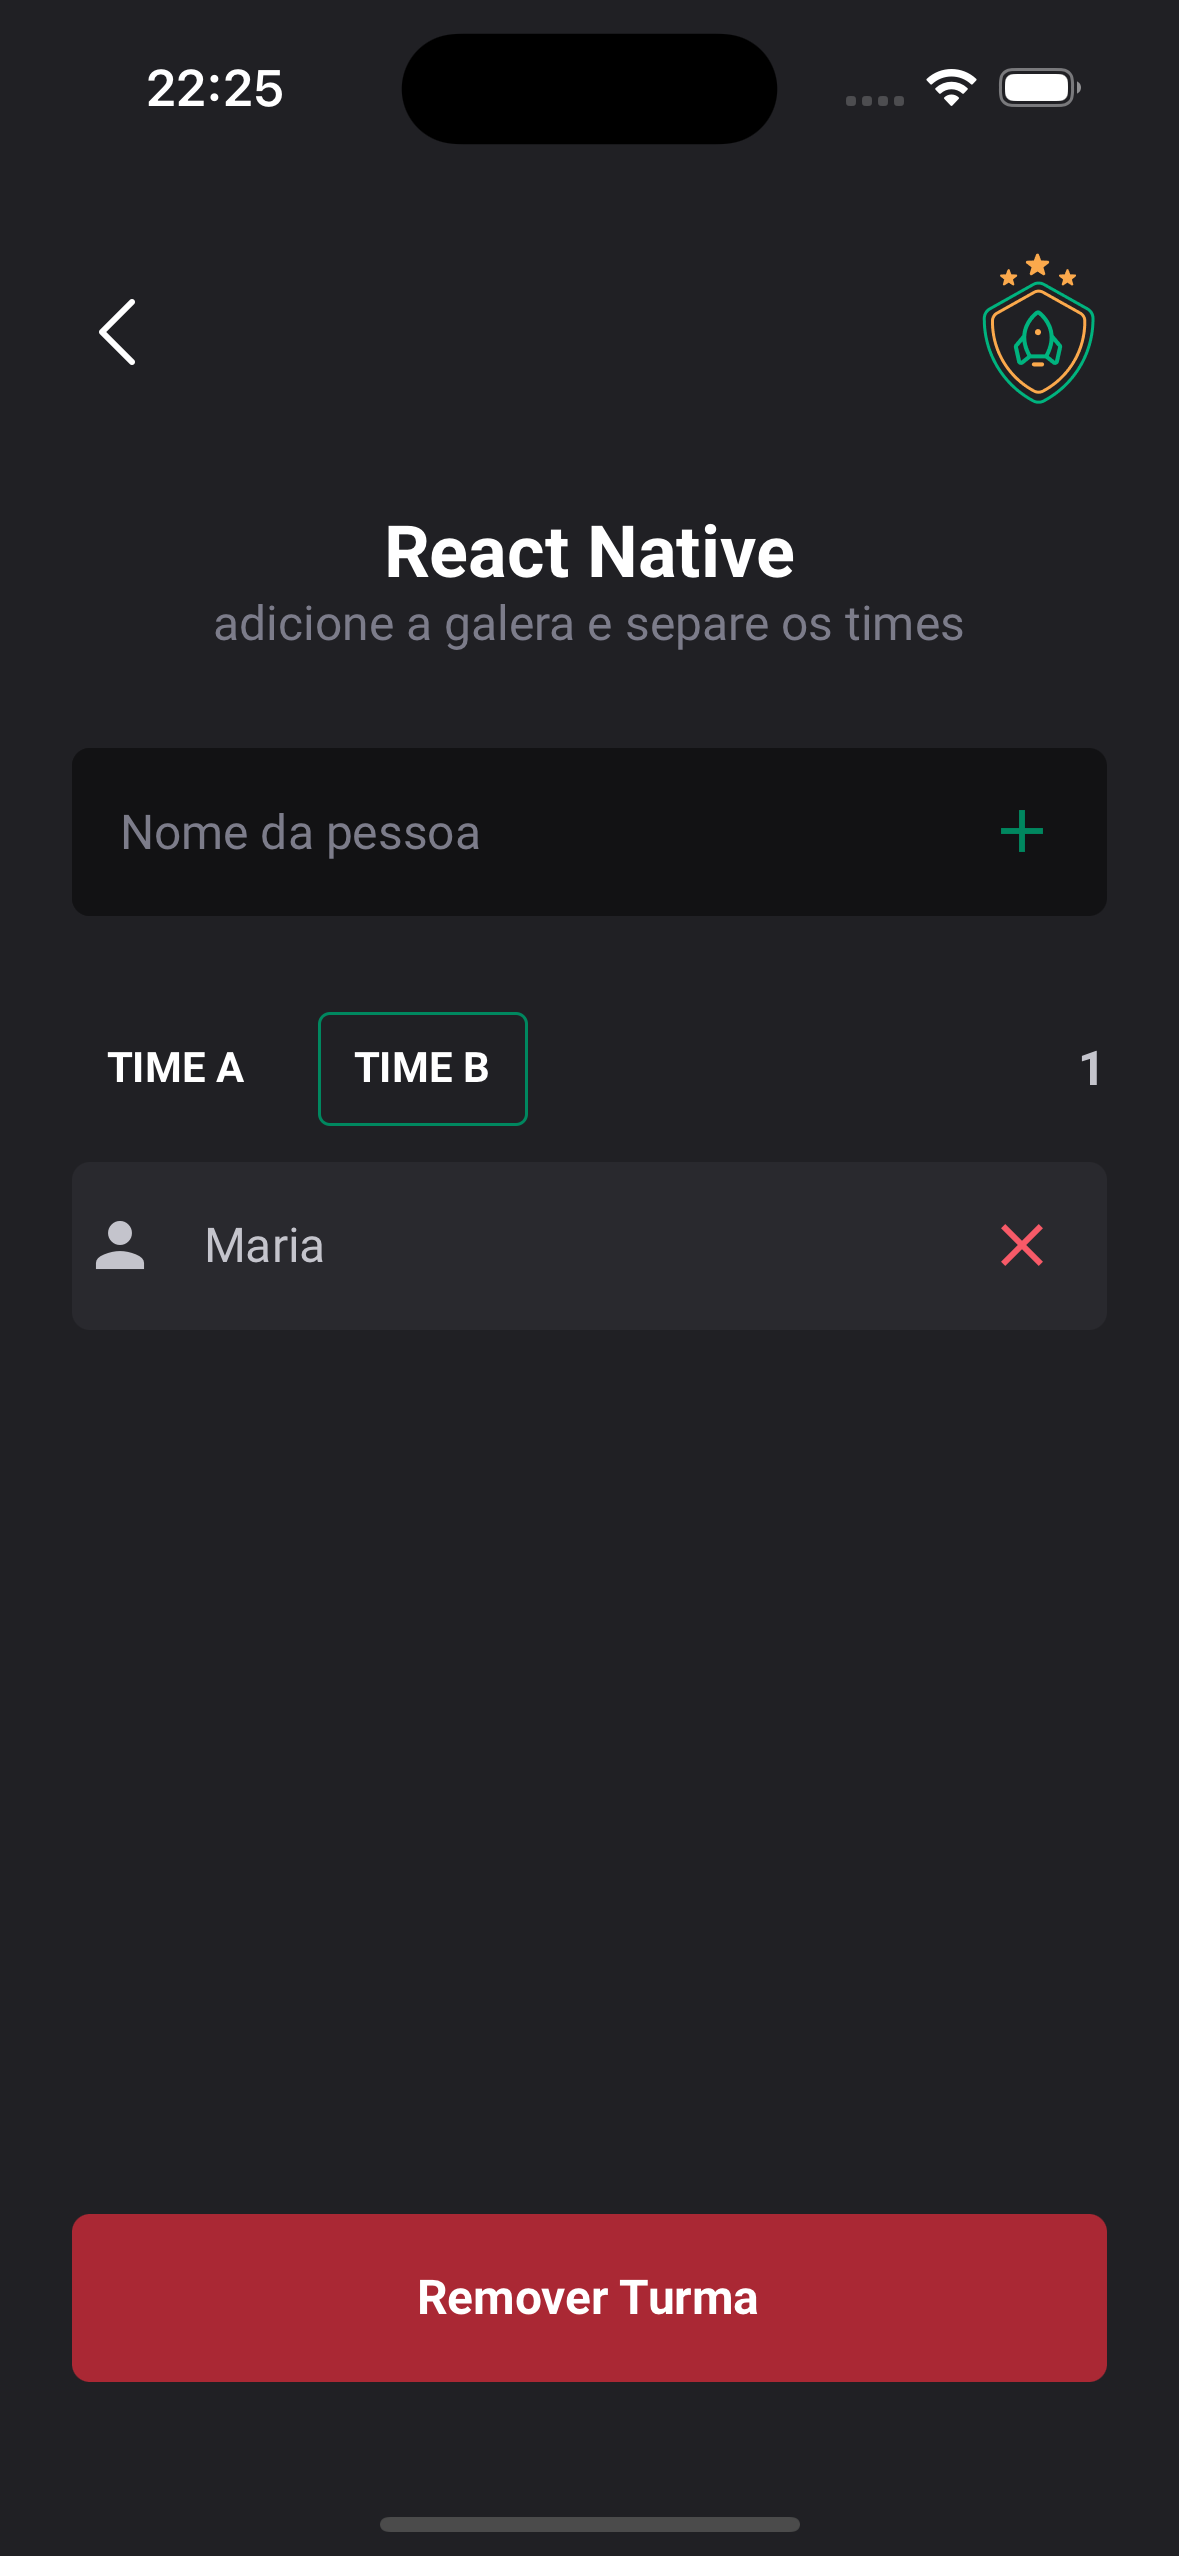 22:25
React Native
adicione a galera e separe os times
Nome da pessoa
TIME A TIME B 1
Maria
Remover Turma